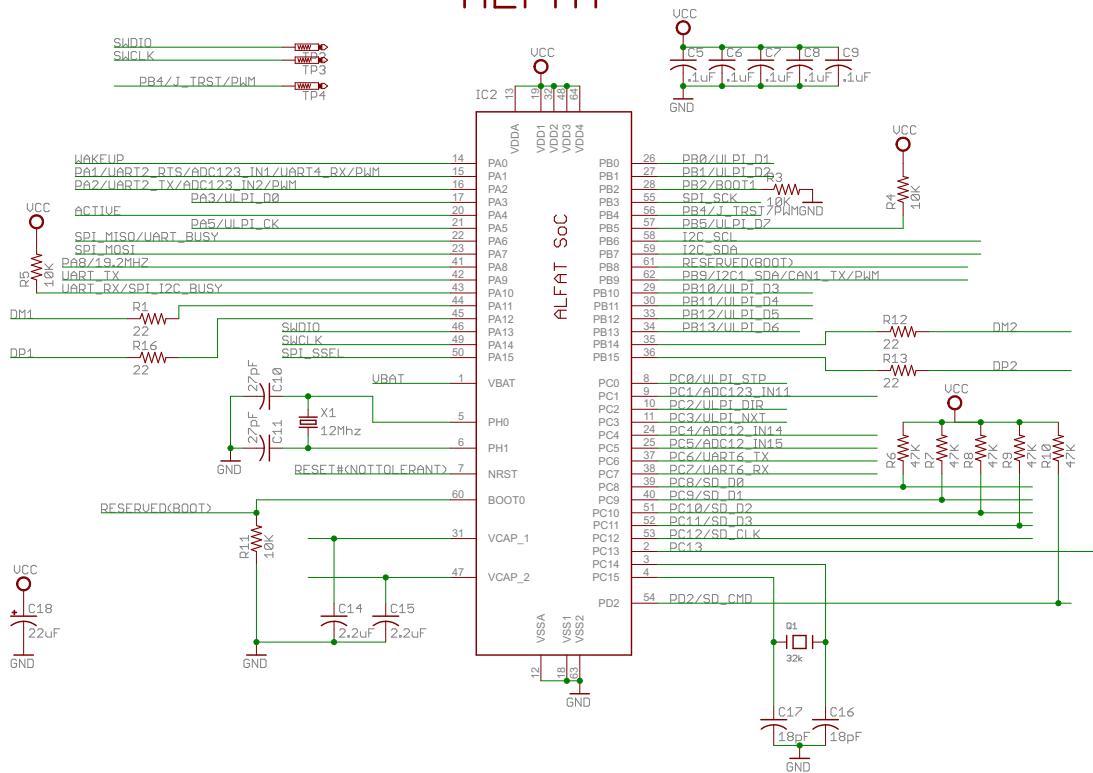 ALFAT
SWDIO
TP2
SWCLK
TP3
PB4/J_TRST/PWM
TP4
VCC
C5 C6 C7 C8 C9
.1uF .1uF .1uF .1uF .1uF
GND
VCC
IC2
13 19 32 48 64
VDDA VDD1 VDD2 VDD3 VDD4
ALFAT SoC
WAKEUP 14 PA0
PA1/UART2_RTS/ADC123_IN1/UART4_RX/PWM 15 PA1
PA2/UART2_TX/ADC123_IN2/PWM 16 PA2
PA3/ULPI_D0 17 PA3
ACTIVE 20 PA4
PA5/ULPI_CK 21 PA5
SPI_MISO/UART_BUSY 22 PA6
SPI_MOSI 23 PA7
PA8/19.2MHZ 41 PA8
UART_TX 42 PA9
UART_RX/SPI_I2C_BUSY 43 PA10
VCC
R5 10K
DM1 R1 22 44 PA11
DP1 R16 22 45 PA12
SWDIO 46 PA13
SWCLK 49 PA14
SPI_SSEL 50 PA15
VBAT 1 VBAT
27pF C10
5 PH0
X1
12Mhz
27pF C11
6 PH1
GND
RESET#(NOTTOLERANT) 7 NRST
60 BOOT0
RESERVED(BOOT)
R11 10K
31 VCAP_1
47 VCAP_2
C14 2.2uF
C15 2.2uF
GND
VCC
C18
22uF
GND
VSSA VSS1 VSS2
12 18 63
GND
PB0 26 PB0/ULPI_D1
PB1 27 PB1/ULPI_D2
PB2 28 PB2/BOOT1
R3 10K GND
PB3 55 SPI_SCK
PB4 56 PB4/J_TRST/PWM
PB5 57 PB5/ULPI_D7
VCC
R4 10K
PB6 58 I2C_SCL
PB7 59 I2C_SDA
PB8 61 RESERVED(BOOT)
PB9 62 PB9/I2C1_SDA/CAN1_TX/PWM
PB10 29 PB10/ULPI_D3
PB11 30 PB11/ULPI_D4
PB12 33 PB12/ULPI_D5
PB13 34 PB13/ULPI_D6
PB14 35 R12 22 DM2
PB15 36 R13 22 DP2
PC0 8 PC0/ULPI_STP
PC1 9 PC1/ADC123_IN11
PC2 10 PC2/ULPI_DIR
PC3 11 PC3/ULPI_NXT
PC4 24 PC4/ADC12_IN14
PC5 25 PC5/ADC12_IN15
PC6 37 PC6/UART6_TX
PC7 38 PC7/UART6_RX
PC8 39 PC8/SD_D0
PC9 40 PC9/SD_D1
PC10 51 PC10/SD_D2
PC11 52 PC11/SD_D3
PC12 53 PC12/SD_CLK
PC13 2 PC13
PC14 3
PC15 4
PD2 54 PD2/SD_CMD
VCC
R6 47K R7 47K R8 47K R9 47K R10 47K
Q1
32k
C17 18pF
C16 18pF
GND